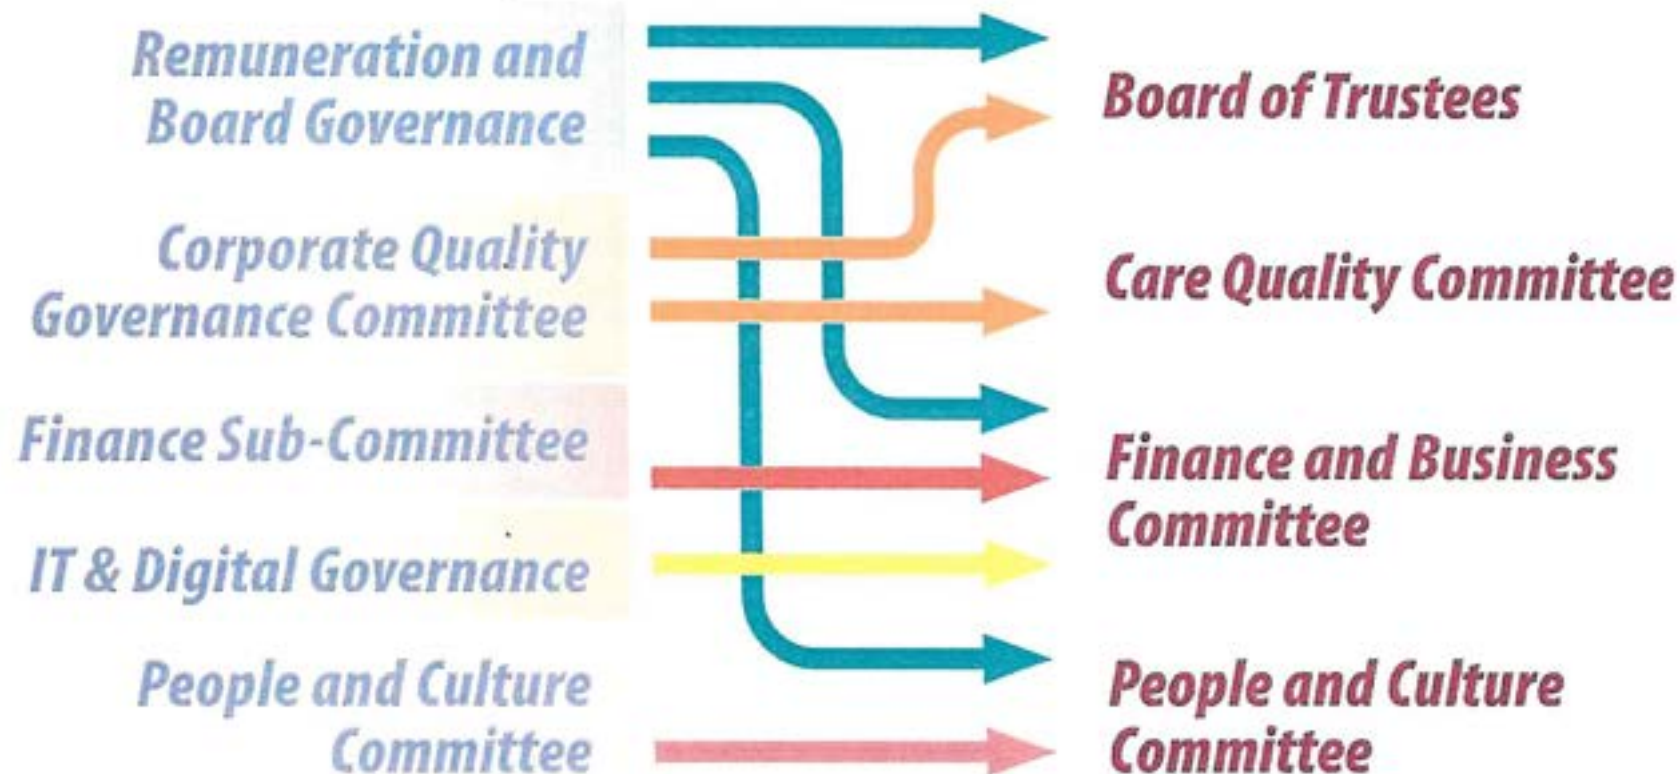 Remuneration and
Board Governance
Corporate Quality
Governance Committee
Finance Sub-Committee
IT & Digital Governance
People and Culture
Committee
Board of Trustees
Care Quality Committee
Finance and Business
Committee
People and Culture
Committee